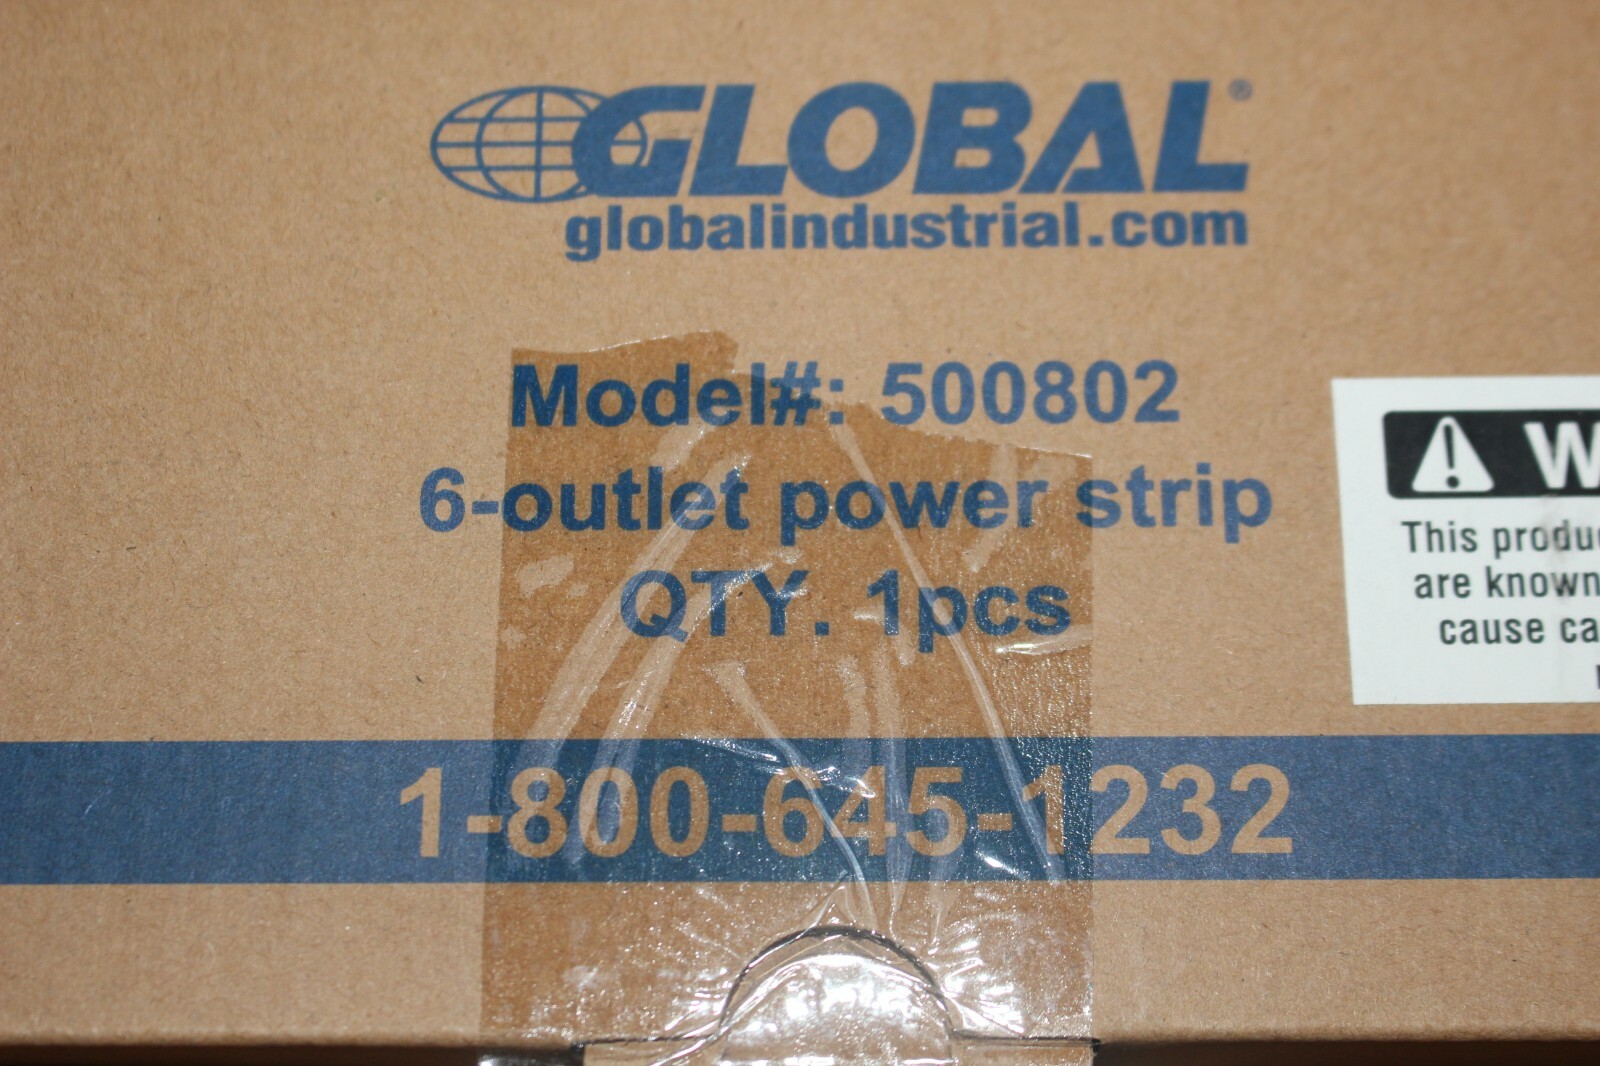 GLOBAL®
globalindustrial.com
Model#: 500802
6-outlet power strip
QTY. 1pcs
1-800-645-1232
W
This produc
are known
cause ca